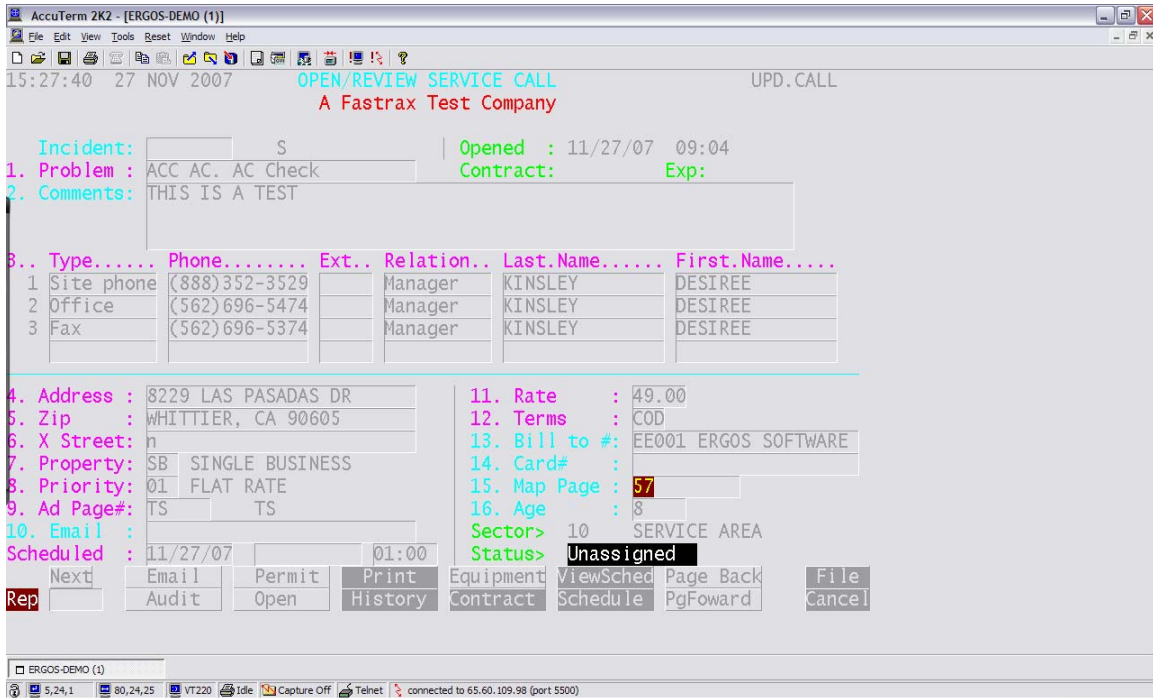 AccuTerm 2K2 - [ERGOS-DEMO (1)]
File Edit View Tools Reset Window Help
15:27:40 27 NOV 2007 OPEN/REVIEW SERVICE CALL UPD.CALL
A Fastrax Test Company
Incident: S Opened : 11/27/07 09:04
1. Problem : ACC AC. AC Check Contract: Exp:
2. Comments: THIS IS A TEST
3.. Type...... Phone........ Ext.. Relation.. Last.Name...... First.Name.....
1 Site phone (888)352-3529 Manager KINSLEY DESIREE
2 Office (562)696-5474 Manager KINSLEY DESIREE
3 Fax (562)696-5374 Manager KINSLEY DESIREE
4. Address : 8229 LAS PASADAS DR 11. Rate : 49.00
5. Zip : WHITTIER, CA 90605 12. Terms : COD
6. X Street: n 13. Bill to #: EE001 ERGOS SOFTWARE
7. Property: SB SINGLE BUSINESS 14. Card# :
8. Priority: 01 FLAT RATE 15. Map Page : 57
9. Ad Page#: TS TS 16. Age : 8
10. Email : Sector> 10 SERVICE AREA
Scheduled : 11/27/07 01:00 Status> Unassigned
Next Email Permit Print Equipment ViewSched Page Back File
Rep Audit Open History Contract Schedule PgFoward Cancel
ERGOS-DEMO (1)
5,24,1 80,24,25 VT220 Idle Capture Off Telnet connected to 65.60.109.98 (port 5500)